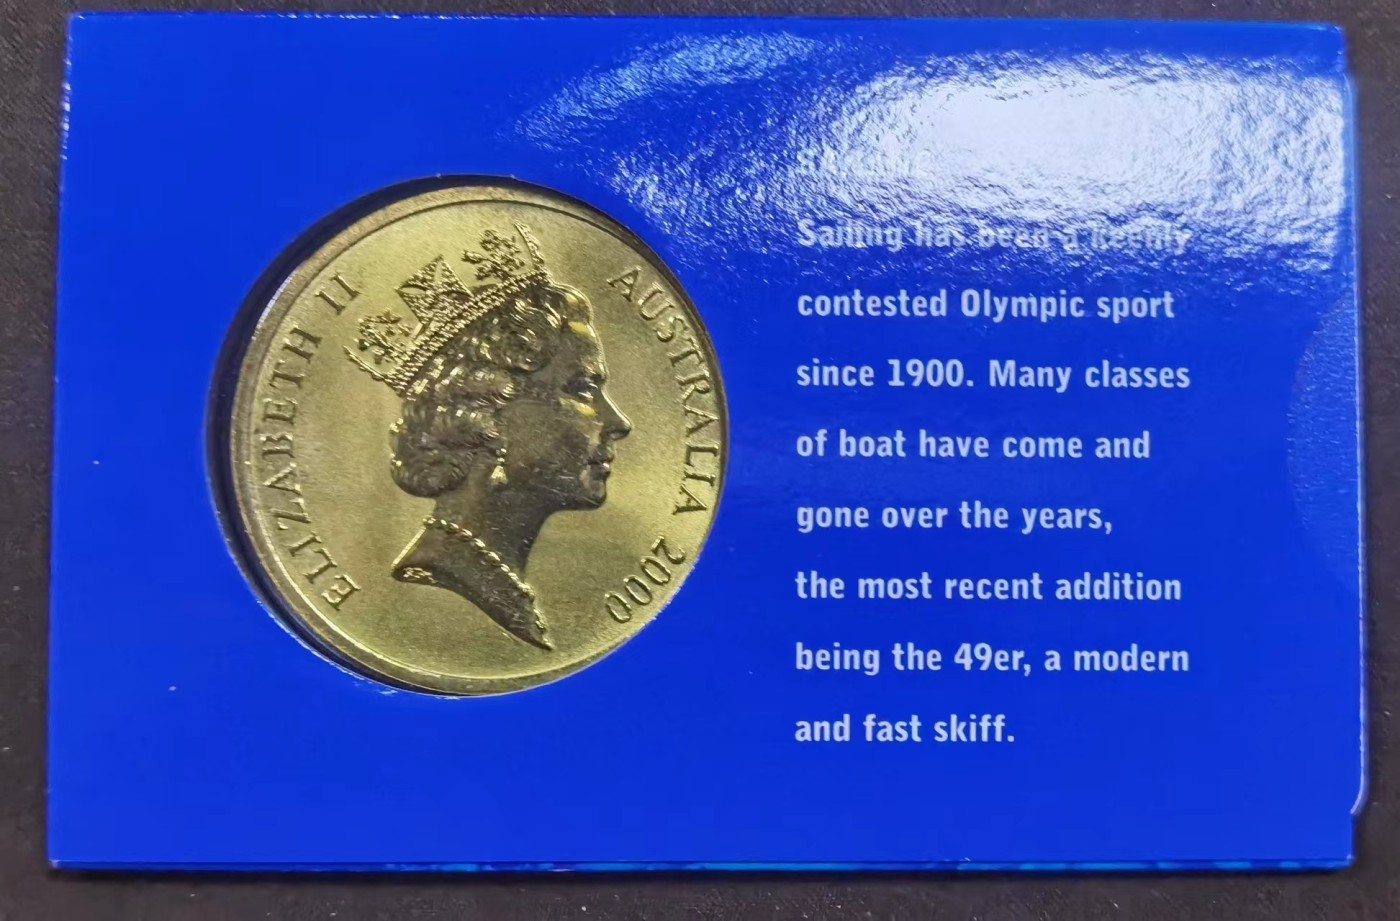 ELIZABETH II
AUSTRALIA 2000
SAILING
Sailing has been a keenly
contested Olympic sport
since 1900. Many classes
of boat have come and
gone over the years,
the most recent addition
being the 49er, a modern
and fast skiff.